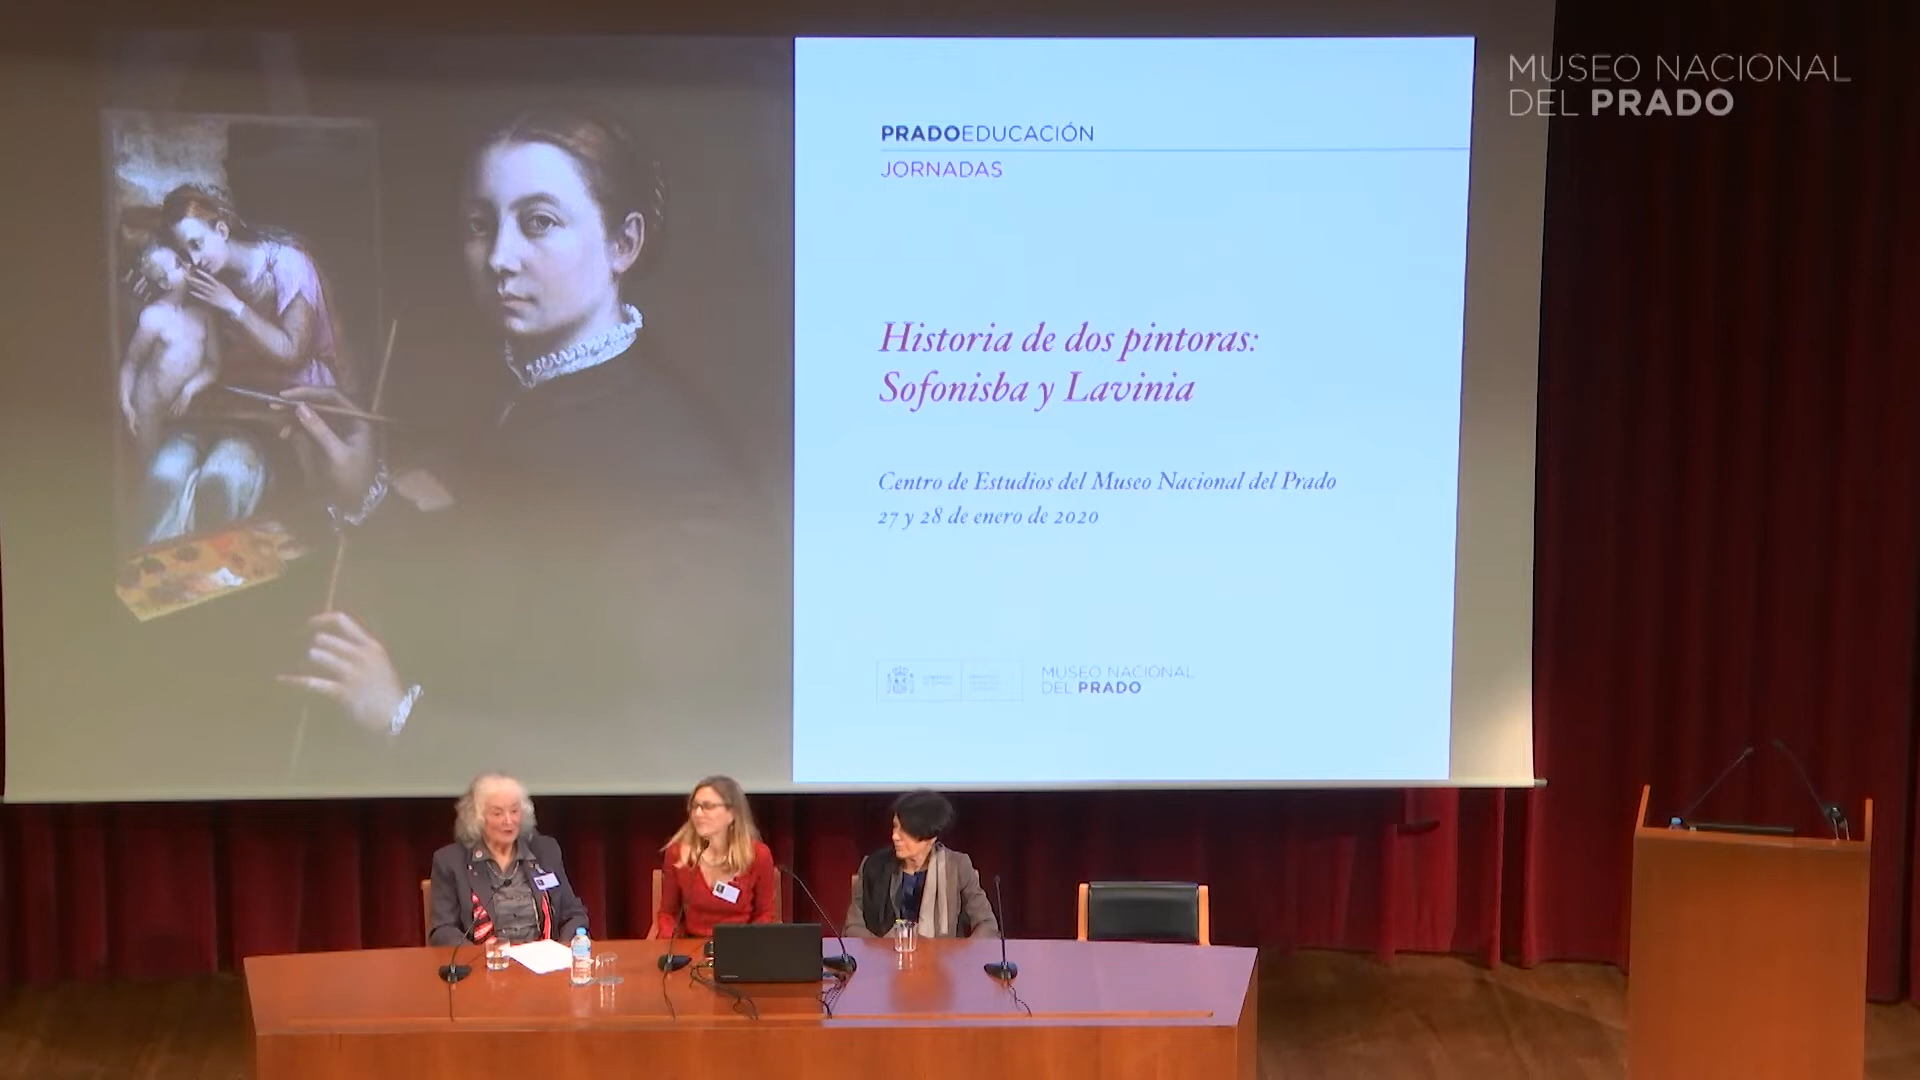 MUSEO NACIONAL
DEL PRADO
PRADOEDUCACIÓN
JORNADAS
Historia de dos pintoras:
Sofonisba y Lavinia
Centro de Estudios del Museo Nacional del Prado
27 y 28 de enero de 2020
MUSEO NACIONAL
DEL PRADO